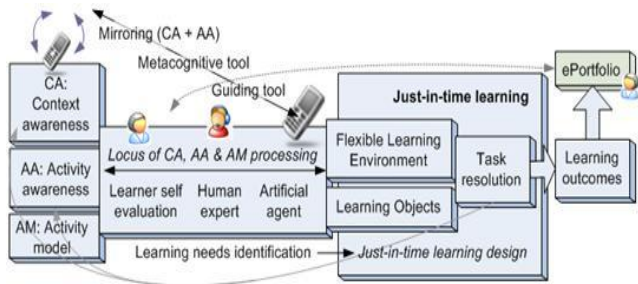 Mirroring (CA + AA)
Metacognitive tool
Guiding tool
CA:
Context
awareness
AA: Activity
awareness
AM: Activity
model
Locus of CA, AA & AM processing
Learner self
evaluation
Human
expert
Artificial
agent
Learning needs identification
Just-in-time learning
Flexible Learning
Environment
Learning Objects
Task
resolution
Just-in-time learning design
ePortfolio
Learning
outcomes